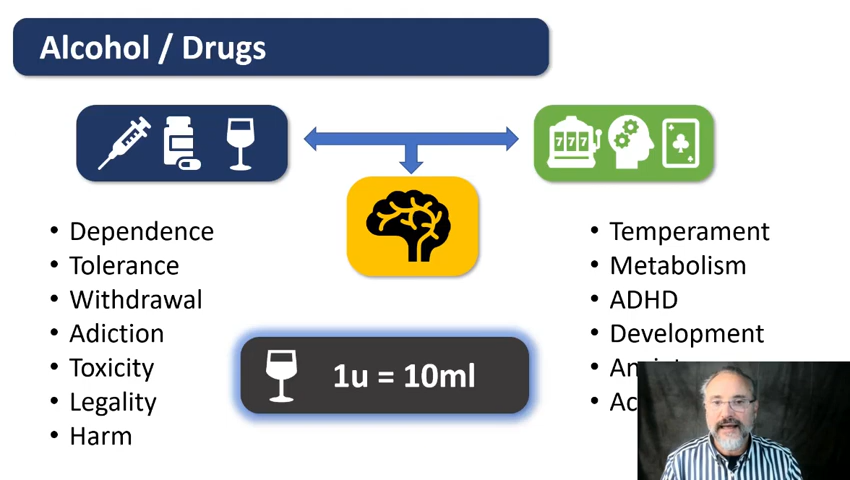 Alcohol / Drugs
777
Dependence
Tolerance
Withdrawal
Adiction
Toxicity
Legality
Harm
1u = 10ml
Temperament
Metabolism
ADHD
Development